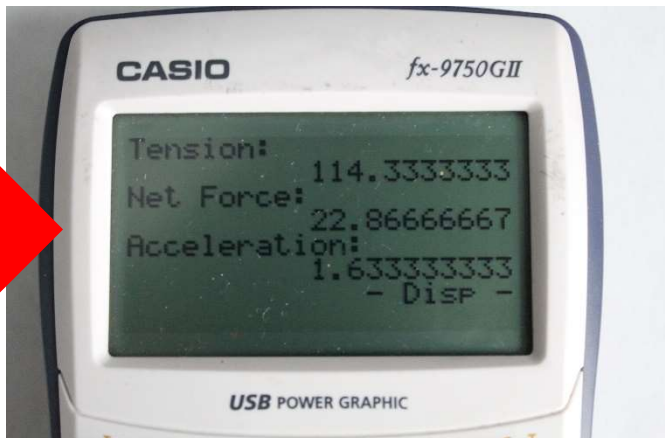 CASIO fx-9750GII
Tension:
114.3333333
Net Force:
22.86666667
Acceleration:
1.633333333
- Disp -
USB POWER GRAPHIC